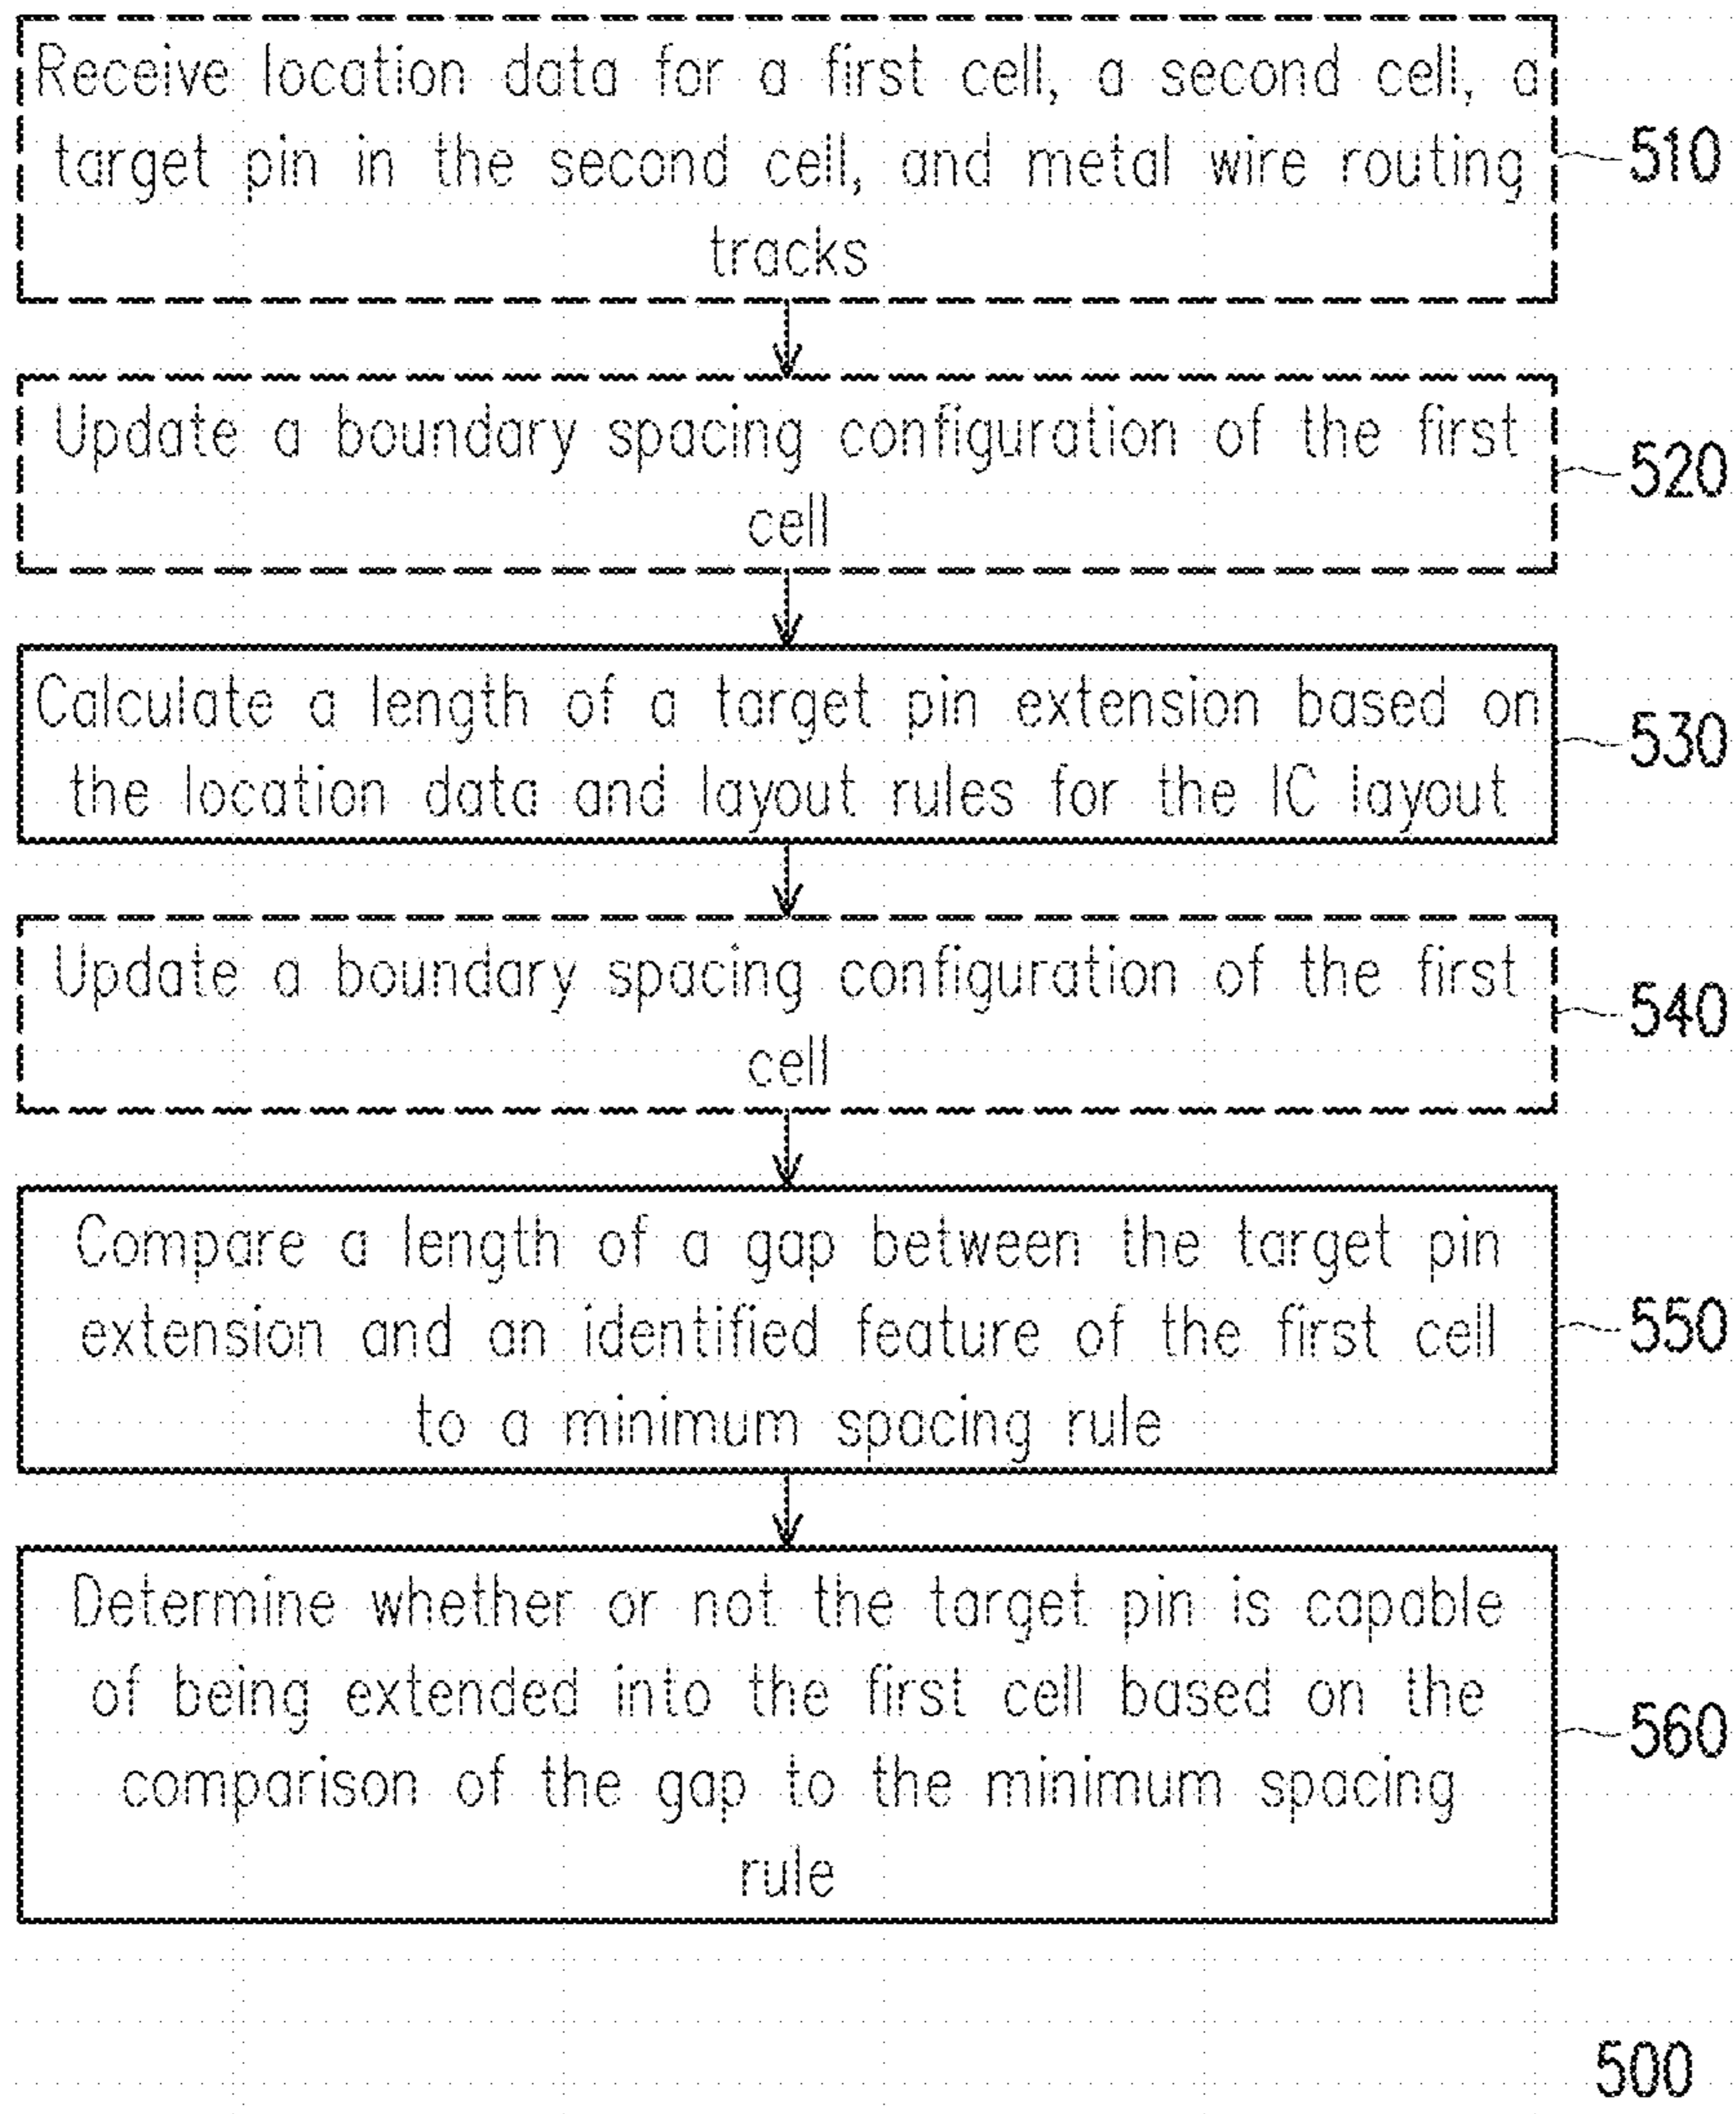 Receive location data for a first cell, a second cell, a
target pin in the second cell, and metal wire routing
tracks
510
Update a boundary spacing configuration of the first
cell
520
Calculate a length of a target pin extension based on
the location data and layout rules for the IC layout
530
Update a boundary spacing configuration of the first
cell
540
Compare a length of a gap between the target pin
extension and an identified feature of the first cell
to a minimum spacing rule
550
Determine whether or not the target pin is capable
of being extended into the first cell based on the
comparison of the gap to the minimum spacing
rule
560
500